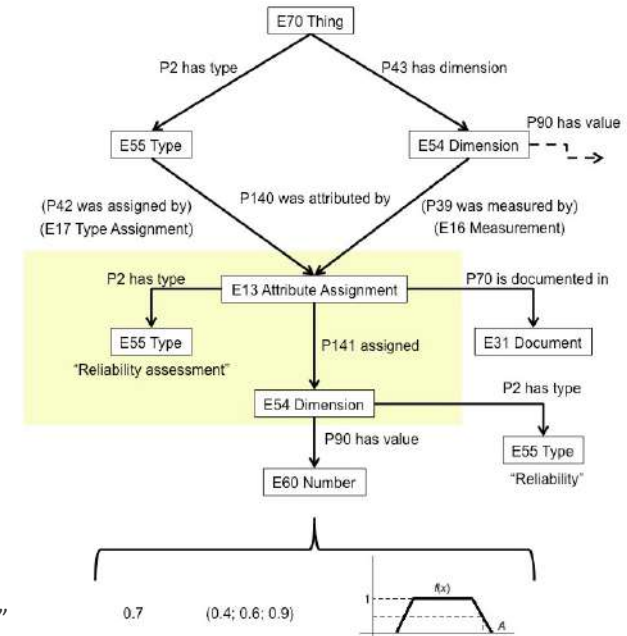 E70 Thing
P2 has type
P43 has dimension
E55 Type
E54 Dimension
P90 has value
(P42 was assigned by)
(E17 Type Assignment)
P140 was attributed by
(P39 was measured by)
(E16 Measurement)
P2 has type
E13 Attribute Assignment
P70 is documented in
E55 Type
"Reliability assessment"
P141 assigned
E31 Document
E54 Dimension
P2 has type
P90 has value
E55 Type
"Reliability"
E60 Number
f(x)
1
”
0.7
(0.4; 0.6; 0.9)
A